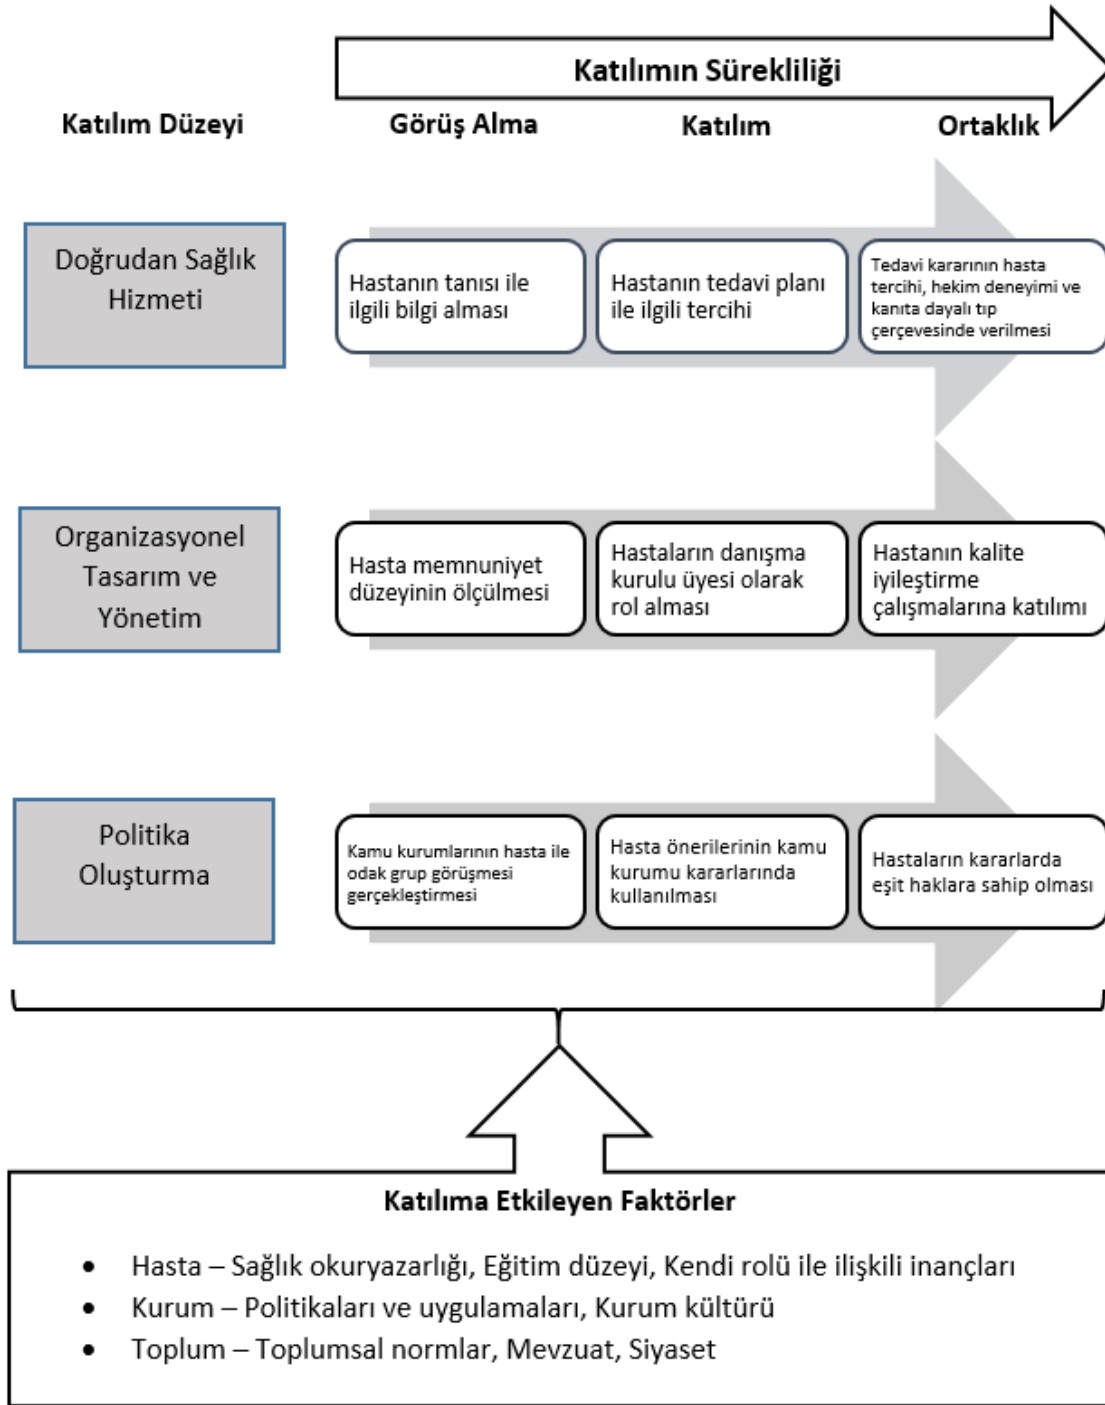 Katılımın Sürekliliği
Katılım Düzeyi
Görüş Alma
Katılım
Ortaklık
Doğrudan Sağlık
Hizmeti
Hastanın tanısı ile
ilgili bilgi alması
Hastanın tedavi planı
ile ilgili tercihi
Tedavi kararının hasta
tercihi, hekim deneyimi ve
kanıta dayalı tıp
çerçevesinde verilmesi
Organizasyonel
Tasarım ve
Yönetim
Hasta memnuniyet
düzeyinin ölçülmesi
Hastaların danışma
kurulu üyesi olarak
rol alması
Hastanın kalite
iyileştirme
çalışmalarına katılımı
Politika
Oluşturma
Kamu kurumlarının hasta ile
odak grup görüşmesi
gerçekleştirmesi
Hasta önerilerinin kamu
kurumu kararlarında
kullanılması
Hastaların kararlarda
eşit haklara sahip olması
Katılıma Etkileyen Faktörler
• Hasta – Sağlık okuryazarlığı, Eğitim düzeyi, Kendi rolü ile ilişkili inançları
• Kurum – Politikaları ve uygulamaları, Kurum kültürü
• Toplum – Toplumsal normlar, Mevzuat, Siyaset